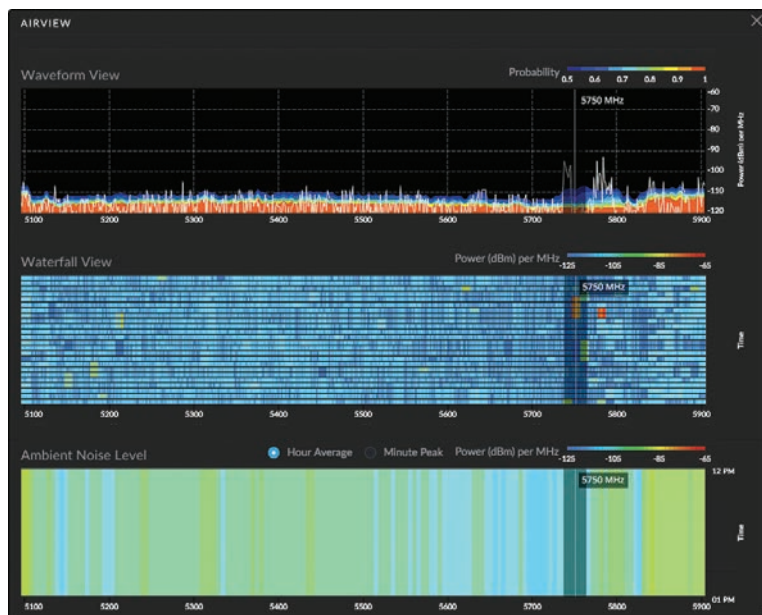 AIRVIEW
Waveform View
Probability
0.5 0.6 0.7 0.8 0.9 1
5750 MHz
-60
-70
-80
-90
-100
-110
-120
Power (dBm) per MHz
5100 5200 5300 5400 5500 5600 5700 5800 5900
Waterfall View
Power (dBm) per MHz
-125 -105 -85 -65
5750 MHz
Time
5100 5200 5300 5400 5500 5600 5700 5800 5900
Ambient Noise Level
Hour Average Minute Peak Power (dBm) per MHz
-125 -105 -85 -65
5750 MHz
12 PM
Time
01 PM
5100 5200 5300 5400 5500 5600 5700 5800 5900